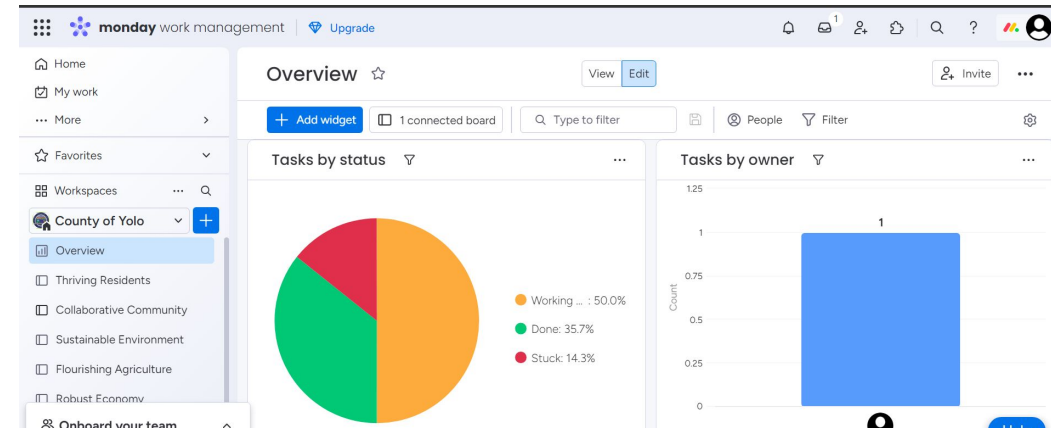 monday work management
Upgrade
1
Home
My work
More
Favorites
Workspaces
County of Yolo
Overview
Thriving Residents
Collaborative Community
Sustainable Environment
Flourishing Agriculture
Robust Economy
Onboard your team
Overview
View Edit
Invite
Add widget
1 connected board
Type to filter
People
Filter
Tasks by status
Working ... : 50.0%
Done: 35.7%
Stuck: 14.3%
Tasks by owner
1.25
1
0.75
0.5
0.25
0
Count
1
Help